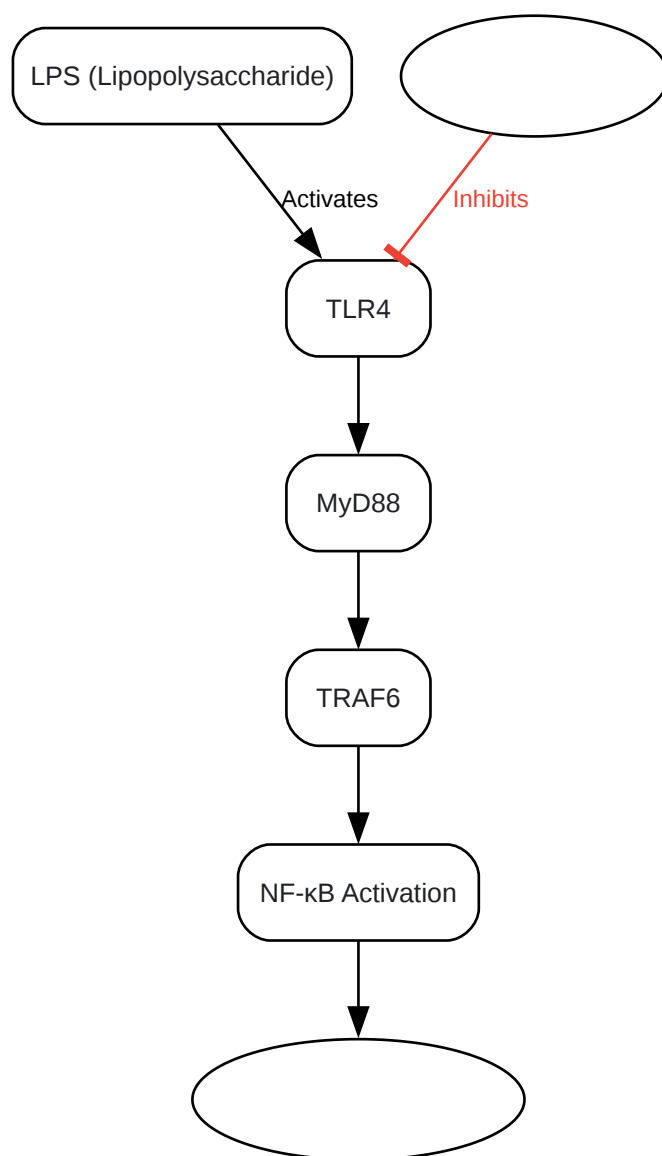 LPS (Lipopolysaccharide)
Activates
Inhibits
TLR4
MyD88
TRAF6
NF-κB Activation